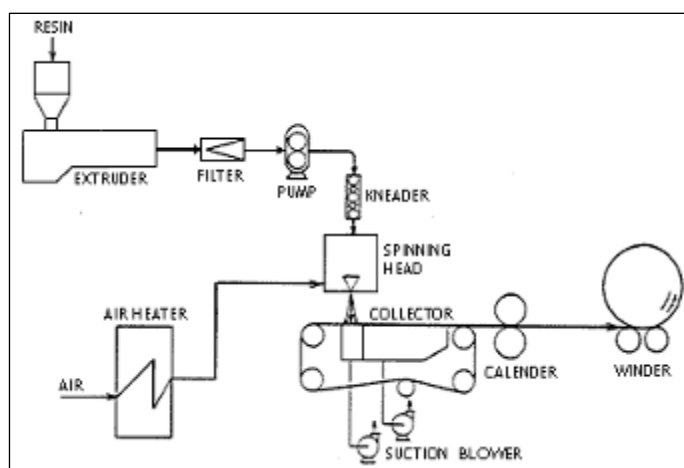 RESIN
EXTRUDER
FILTER
PUMP
KNEADER
SPINNING
HEAD
AIR HEATER
COLLECTOR
AIR
CALENDER
WINDER
SUCTION BLOWER